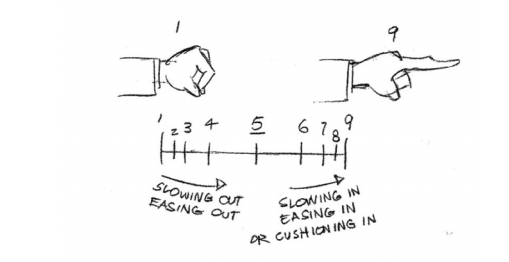 1
9
1 2 3 4 5 6 7 8 9
SLOWING OUT
EASING OUT
SLOWING IN
EASING IN
OR CUSHIONING IN